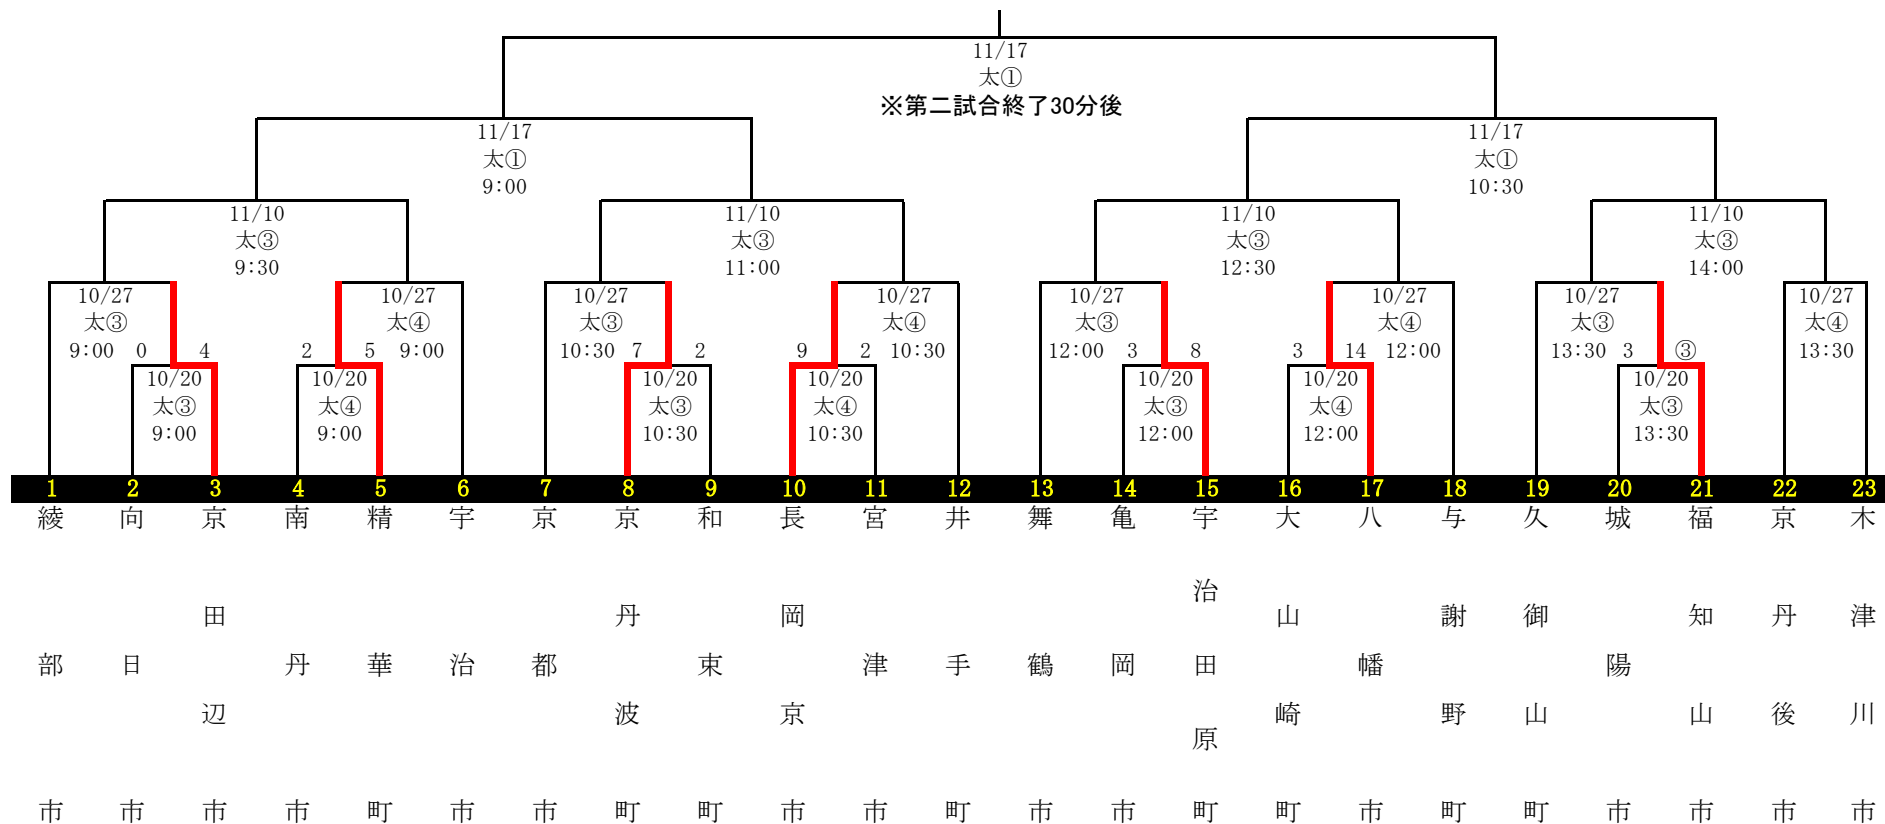 11/17
太①
※第二試合終了30分後
11/17
太①
9:00
11/17
太①
10:30
11/10
太③
9:30
11/10
太③
11:00
11/10
太③
12:30
11/10
太③
14:00
10/27
太③
9:00
10/27
太④
9:00
10/27
太③
10:30
10/27
太④
10:30
10/27
太③
12:00
10/27
太④
12:00
10/27
太③
13:30
10/27
太④
13:30
0 4
10/20
太③
9:00
2 5
10/20
太④
9:00
7 2
10/20
太③
10:30
9 2
10/20
太④
10:30
3 8
10/20
太③
12:00
3 14
10/20
太④
12:00
3 ③
10/20
太③
13:30
1 2 3 4 5 6 7 8 9 10 11 12 13 14 15 16 17 18 19 20 21 22 23
綾部市
向日市
京田辺市
南丹市
精華町
宇治市
京都市
京丹波町
和束町
長岡京市
宮津市
井手町
舞鶴市
亀岡市
宇治田原町
大山崎町
八幡市
与謝野町
久御山町
城陽市
福知山市
京丹後市
木津川市